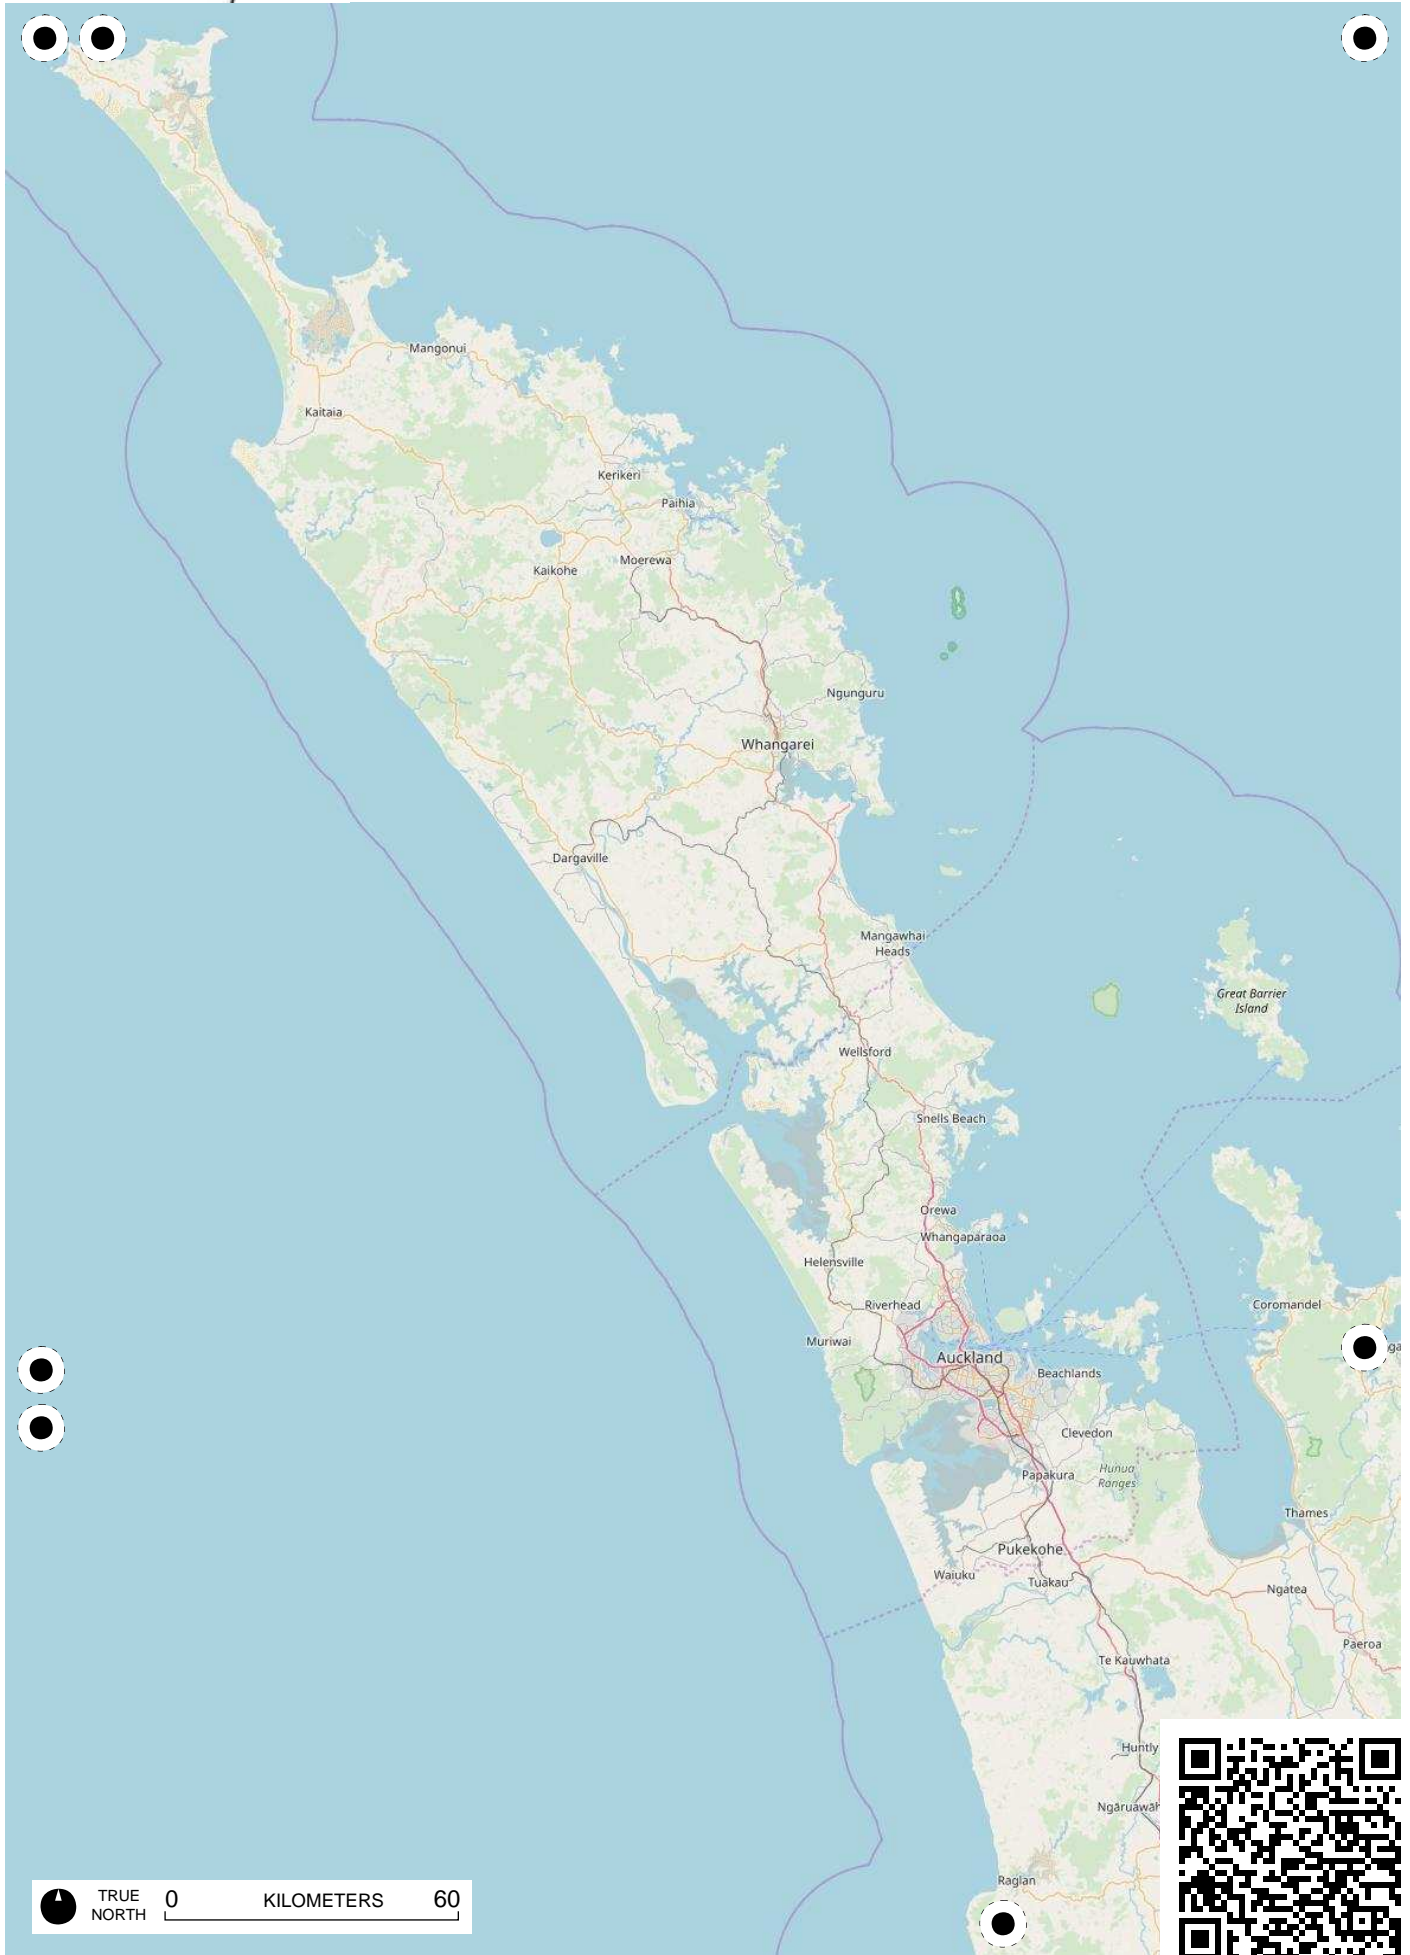 Mangonui
Kaitaia
Kerikeri
Paihia
Moerewa
Kaikohe
Ngunguru
Whangarei
Dargaville
Mangawhai
Heads
Great Barrier
Island
Wellsford
Snells Beach
Orewa
Whangaparaoa
Helensville
Riverhead
Coromandel
Muriwai
Auckland
Beachlands
Clevedon
Hunua
Ranges
Papakura
Thames
Pukekohe
Waiuku
Tuakau
Ngatea
Paeroa
Te Kauwhata
Huntly
Ngāruawāh
Raglan
TRUE
NORTH
0 KILOMETERS 60